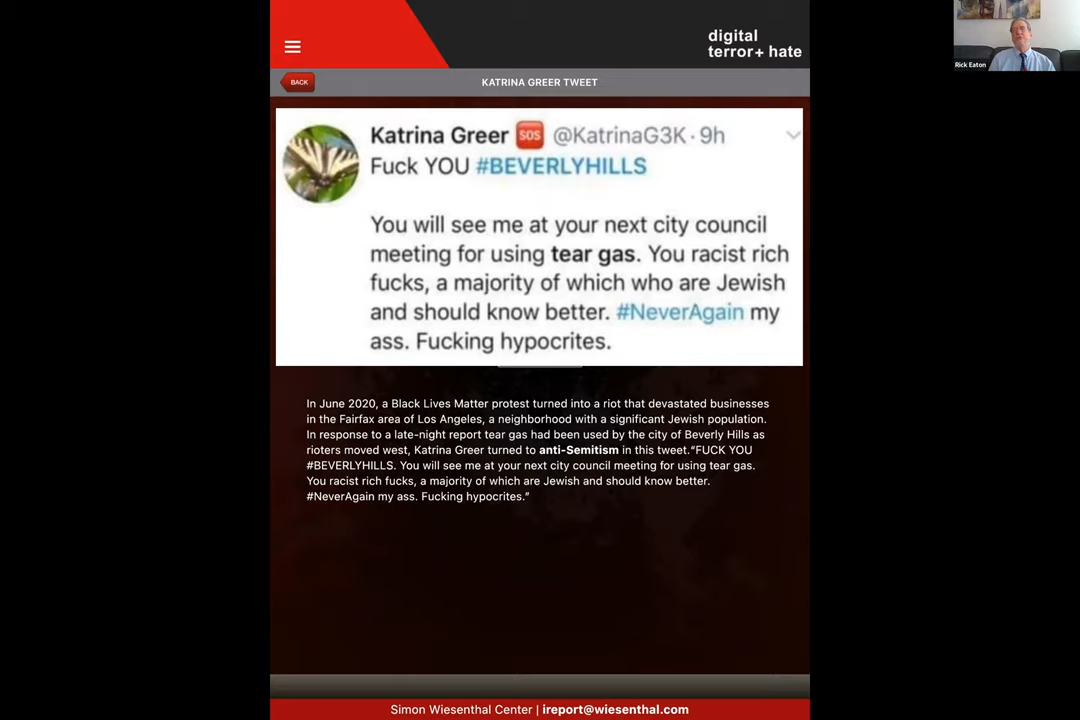 digital
terror+ hate
Rick Eaton
BACK
KATRINA GREER TWEET
Katrina Greer 🆘 @KatrinaG3K · 9h
Fuck YOU #BEVERLYHILLS
You will see me at your next city council
meeting for using tear gas. You racist rich
fucks, a majority of which who are Jewish
and should know better. #NeverAgain my
ass. Fucking hypocrites.
In June 2020, a Black Lives Matter protest turned into a riot that devastated businesses
in the Fairfax area of Los Angeles, a neighborhood with a significant Jewish population.
In response to a late-night report tear gas had been used by the city of Beverly Hills as
rioters moved west, Katrina Greer turned to anti-Semitism in this tweet.“FUCK YOU
#BEVERLYHILLS. You will see me at your next city council meeting for using tear gas.
You racist rich fucks, a majority of which are Jewish and should know better.
#NeverAgain my ass. Fucking hypocrites.”
Simon Wiesenthal Center | ireport@wiesenthal.com